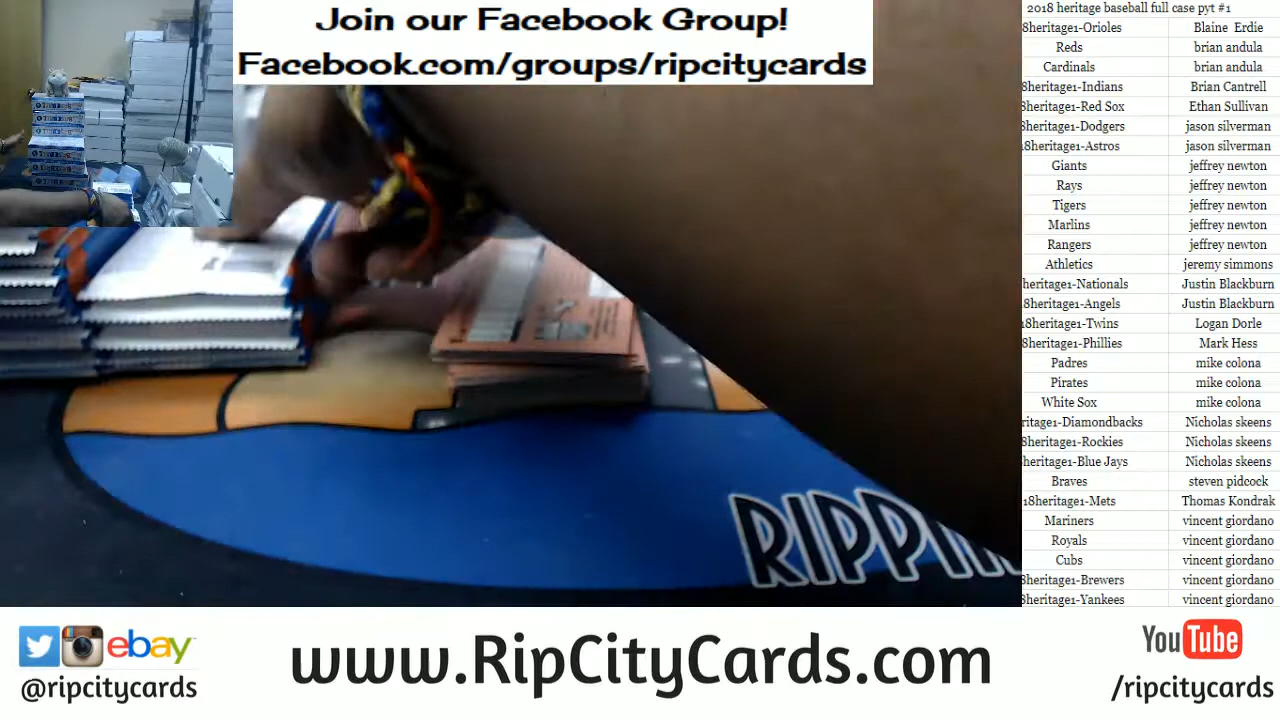 Join our Facebook Group!
Facebook.com/groups/ripcitycards
2018 heritage baseball full case pyt #1
8heritage1-Orioles Blaine Erdie
Reds brian andula
Cardinals brian andula
8heritage1-Indians Brian Cantrell
8heritage1-Red Sox Ethan Sullivan
8heritage1-Dodgers jason silverman
8heritage1-Astros jason silverman
Giants jeffrey newton
Rays jeffrey newton
Tigers jeffrey newton
Marlins jeffrey newton
Rangers jeffrey newton
Athletics jeremy simmons
heritage1-Nationals Justin Blackburn
8heritage1-Angels Justin Blackburn
18heritage1-Twins Logan Dorle
8heritage1-Phillies Mark Hess
Padres mike colona
Pirates mike colona
White Sox mike colona
ritage1-Diamondbacks Nicholas skeens
8heritage1-Rockies Nicholas skeens
8heritage1-Blue Jays Nicholas skeens
Braves steven pidcock
18heritage1-Mets Thomas Kondrak
Mariners vincent giordano
Royals vincent giordano
Cubs vincent giordano
8heritage1-Brewers vincent giordano
8heritage1-Yankees vincent giordano
RIPPIN
ebay
@ripcitycards
www.RipCityCards.com
YouTube
/ripcitycards